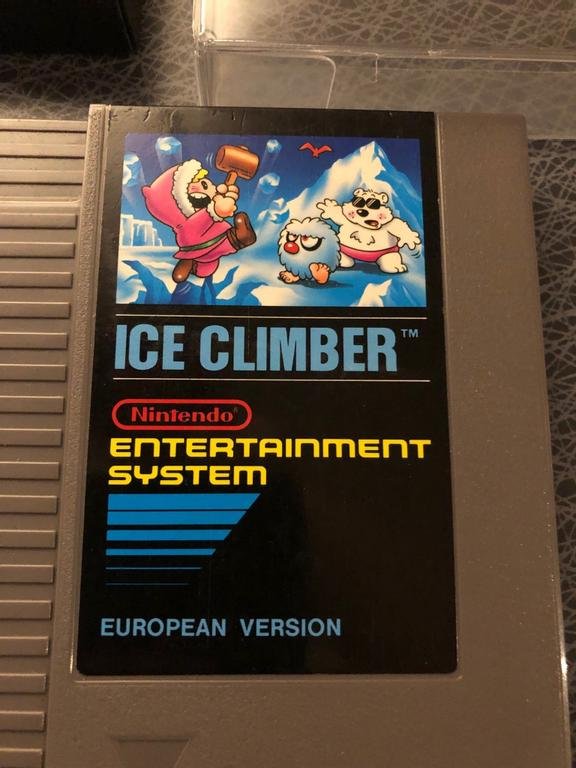 ICE CLIMBER™
Nintendo®
ENTERTAINMENT
SYSTEM
EUROPEAN VERSION